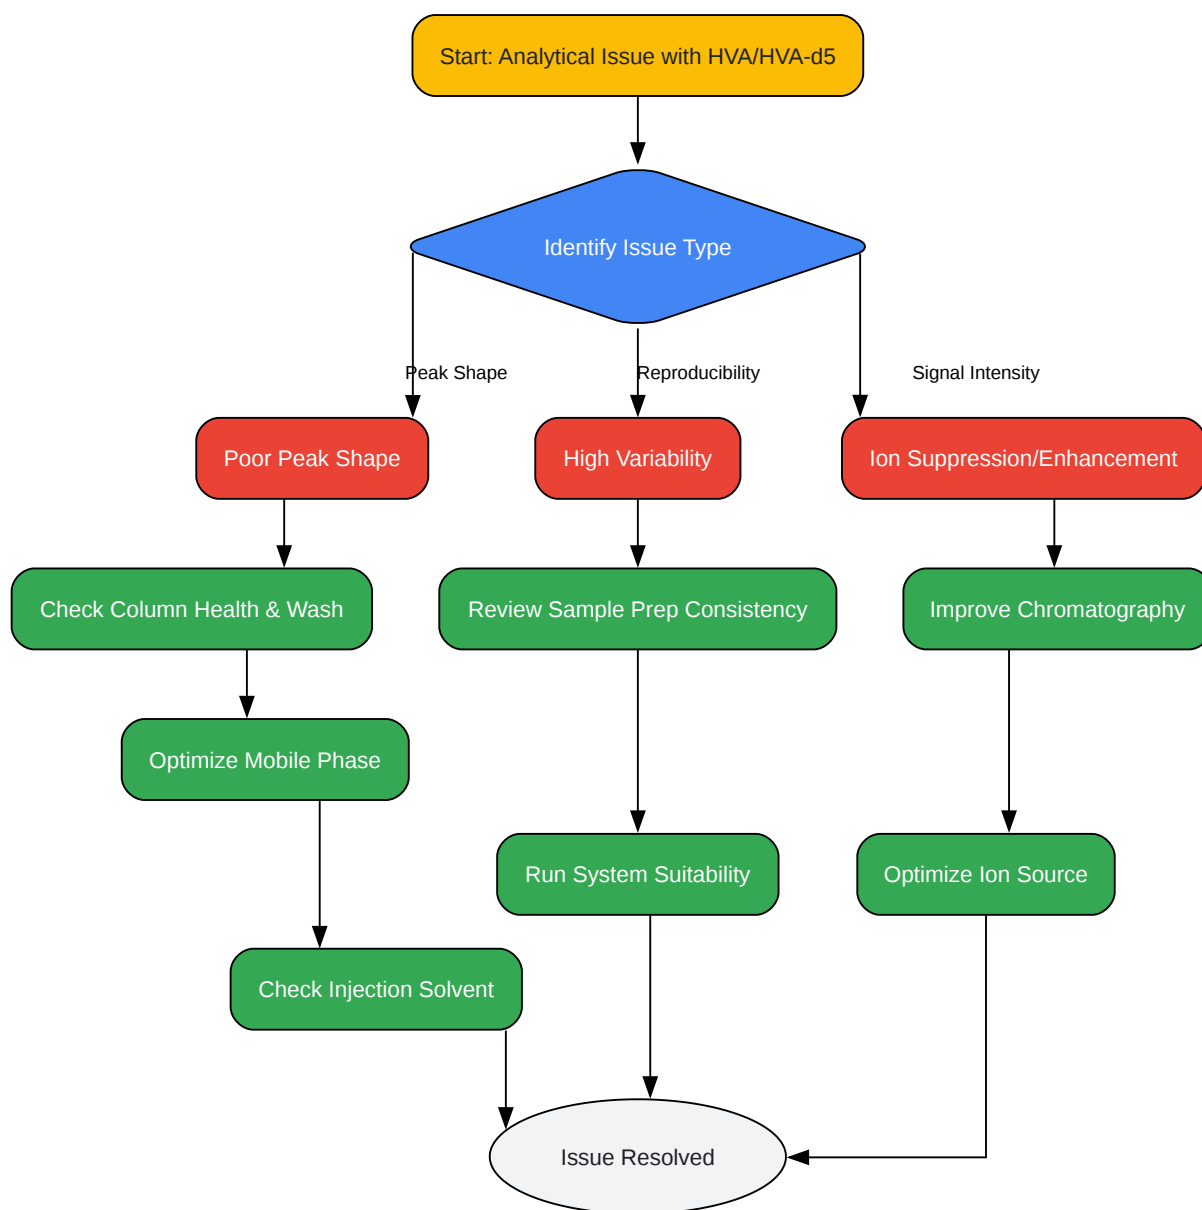 Start: Analytical Issue with HVA/HVA-d5
Identify Issue Type
Peak Shape
Reproducibility
Signal Intensity
Poor Peak Shape
High Variability
Ion Suppression/Enhancement
Check Column Health & Wash
Review Sample Prep Consistency
Improve Chromatography
Optimize Mobile Phase
Run System Suitability
Optimize Ion Source
Check Injection Solvent
Issue Resolved